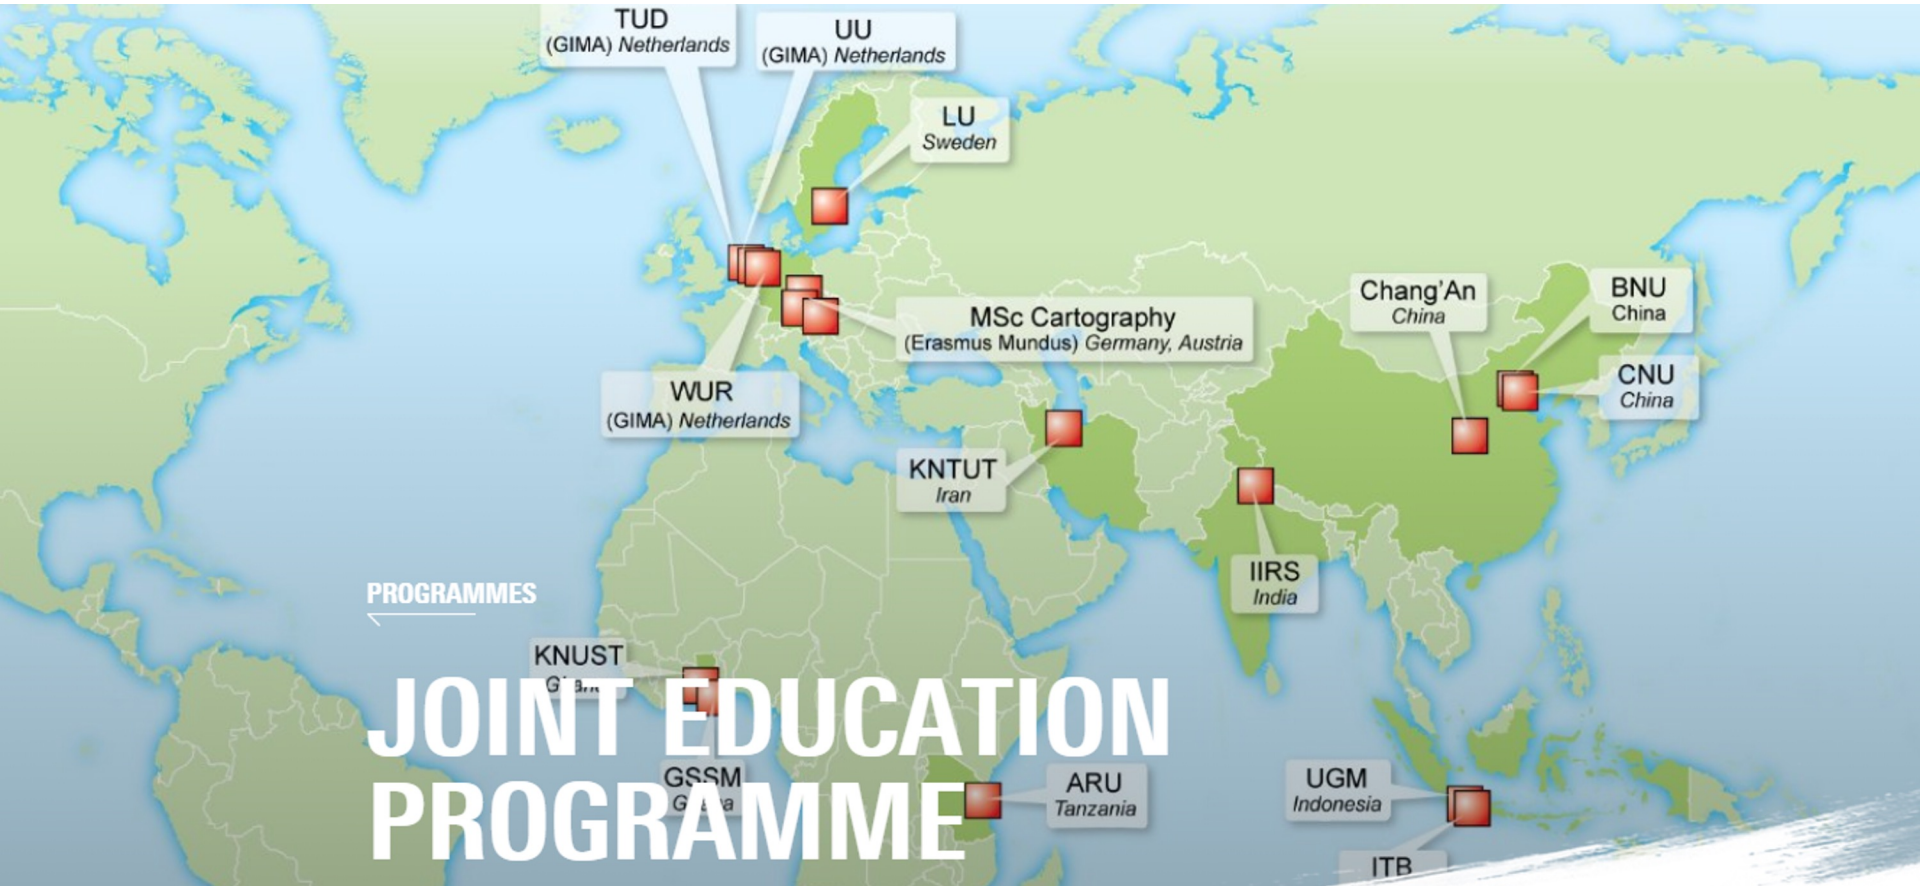 TUD
(GIMA) Netherlands
UU
(GIMA) Netherlands
LU
Sweden
MSc Cartography
(Erasmus Mundus) Germany, Austria
Chang'An
China
BNU
China
CNU
China
WUR
(GIMA) Netherlands
KNTUT
Iran
IIRS
India
PROGRAMMES
KNUST
Ghana
JOINT EDUCATION
PROGRAMME
GSSM
Ghana
ARU
Tanzania
UGM
Indonesia
ITB